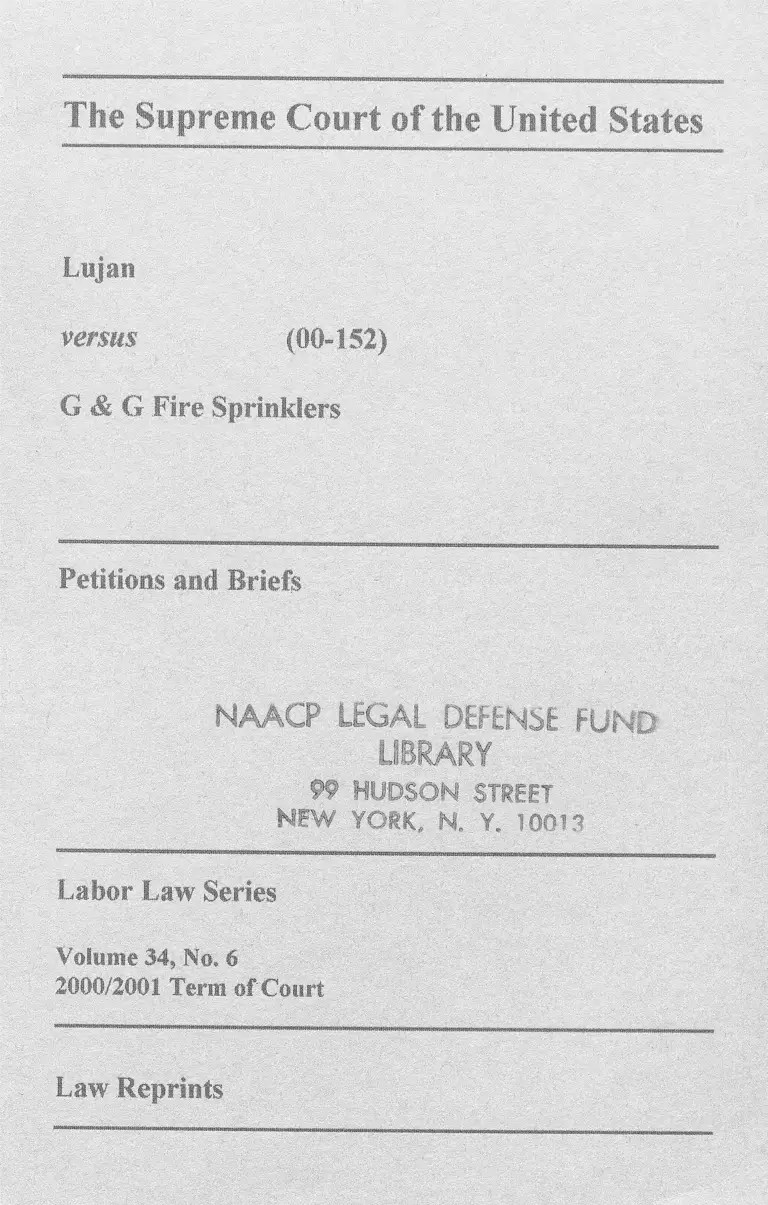 The Supreme Court of the United States
Lujan
versus (00-152)
G & G Fire Sprinklers
Petitions and Briefs
NAACP LEGAL DEFENSE FUND
LIBRARY
99 HUDSON STREET
NEW YORK, N. Y. 10013
Labor Law Series
Volume 34, No. 6
2000/2001 Term of Court
Law Reprints